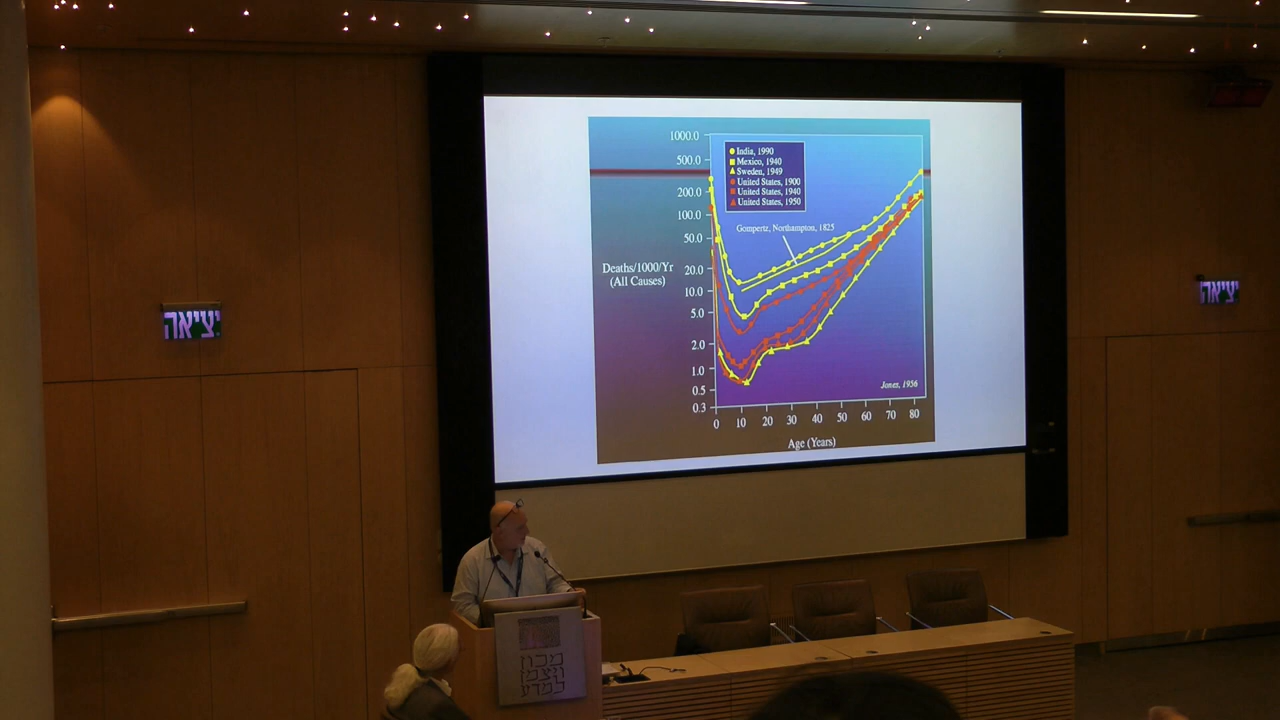 1000.0
500.0
200.0
100.0
50.0
20.0
10.0
5.0
2.0
1.0
0.5
0.3
Deaths/1000/Yr
(All Causes)
India, 1990
Mexico, 1940
Sweden, 1949
United States, 1900
United States, 1940
United States, 1950
Gompertz, Northampton, 1825
Jones, 1956
0 10 20 30 40 50 60 70 80
Age (Years)
יציאה
יציאה
מכון
ויצמן
למדע